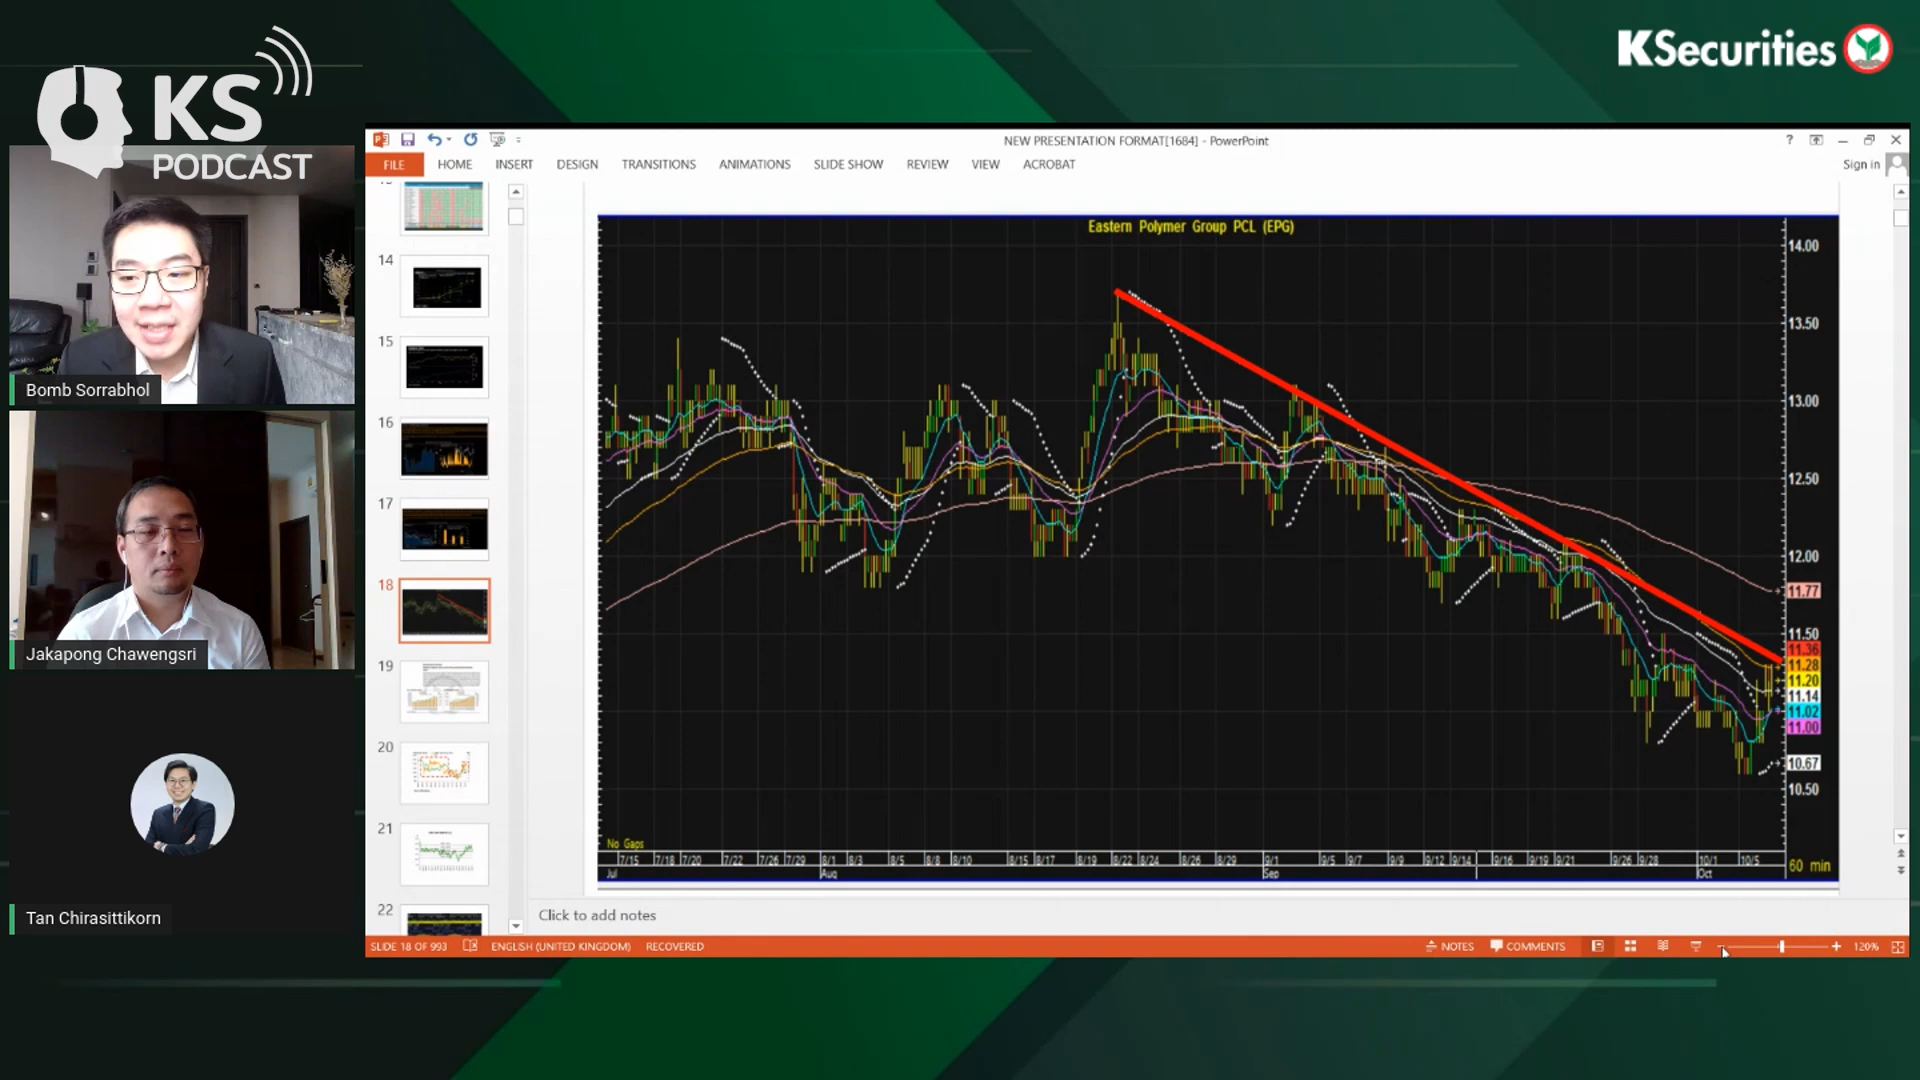 KS
PODCAST
KSecurities
Bomb Sorrabhol
Jakapong Chawengsri
Tan Chirasittikorn
NEW PRESENTATION FORMAT[1684] - PowerPoint
?
FILE HOME INSERT DESIGN TRANSITIONS ANIMATIONS SLIDE SHOW REVIEW VIEW ACROBAT
Sign in
14
15
16
17
18
19
20
21
22
Eastern Polymer Group PCL (EPG)
14.00
13.50
13.00
12.50
12.00
11.77
11.50
11.36
11.28
11.20
11.14
11.02
11.00
10.67
10.50
No Gaps
7/15 7/18 7/20 7/22 7/26 7/29 8/1 8/3 8/5 8/8 8/10 8/15 8/17 8/19 8/22 8/24 8/26 8/29 9/1 9/5 9/7 9/9 9/12 9/14 9/16 9/19 9/21 9/26 9/28 10/1 10/5
60 min
Jul Aug Sep Oct
Click to add notes
SLIDE 18 OF 993 ENGLISH (UNITED KINGDOM) RECOVERED NOTES COMMENTS 120%